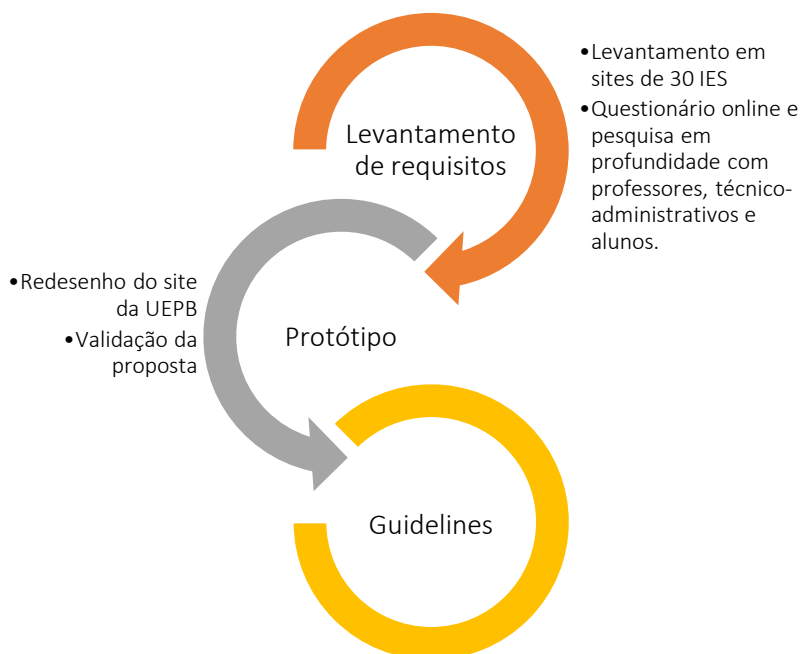 Levantamento
de requisitos
•Levantamento em
sites de 30 IES
•Questionário online e
pesquisa em
profundidade com
professores, técnico-
administrativos e
alunos.
•Redesenho do site
da UEPB
•Validação da
proposta
Protótipo
Guidelines